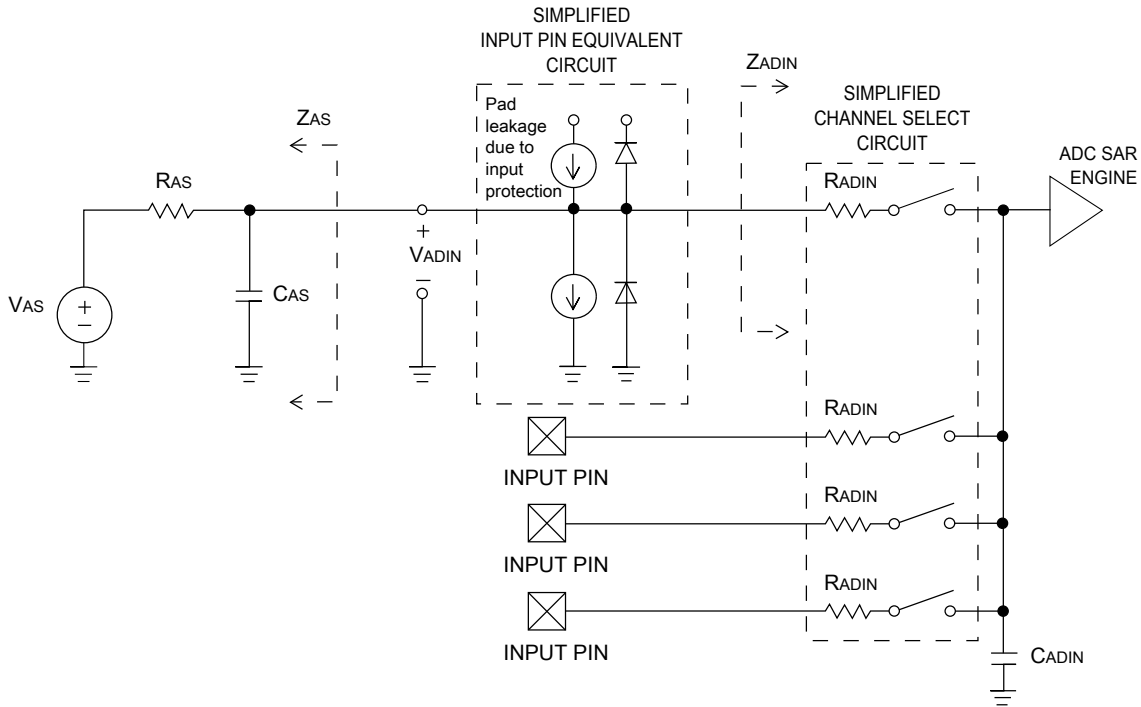 SIMPLIFIED
INPUT PIN EQUIVALENT
CIRCUIT
ZADIN
SIMPLIFIED
CHANNEL SELECT
CIRCUIT
Pad
leakage
due to
input
protection
ZAS
ADC SAR
ENGINE
RAS
RADIN
+
VADIN
–
CAS
VAS
+
–
RADIN
INPUT PIN
RADIN
INPUT PIN
RADIN
INPUT PIN
CADIN